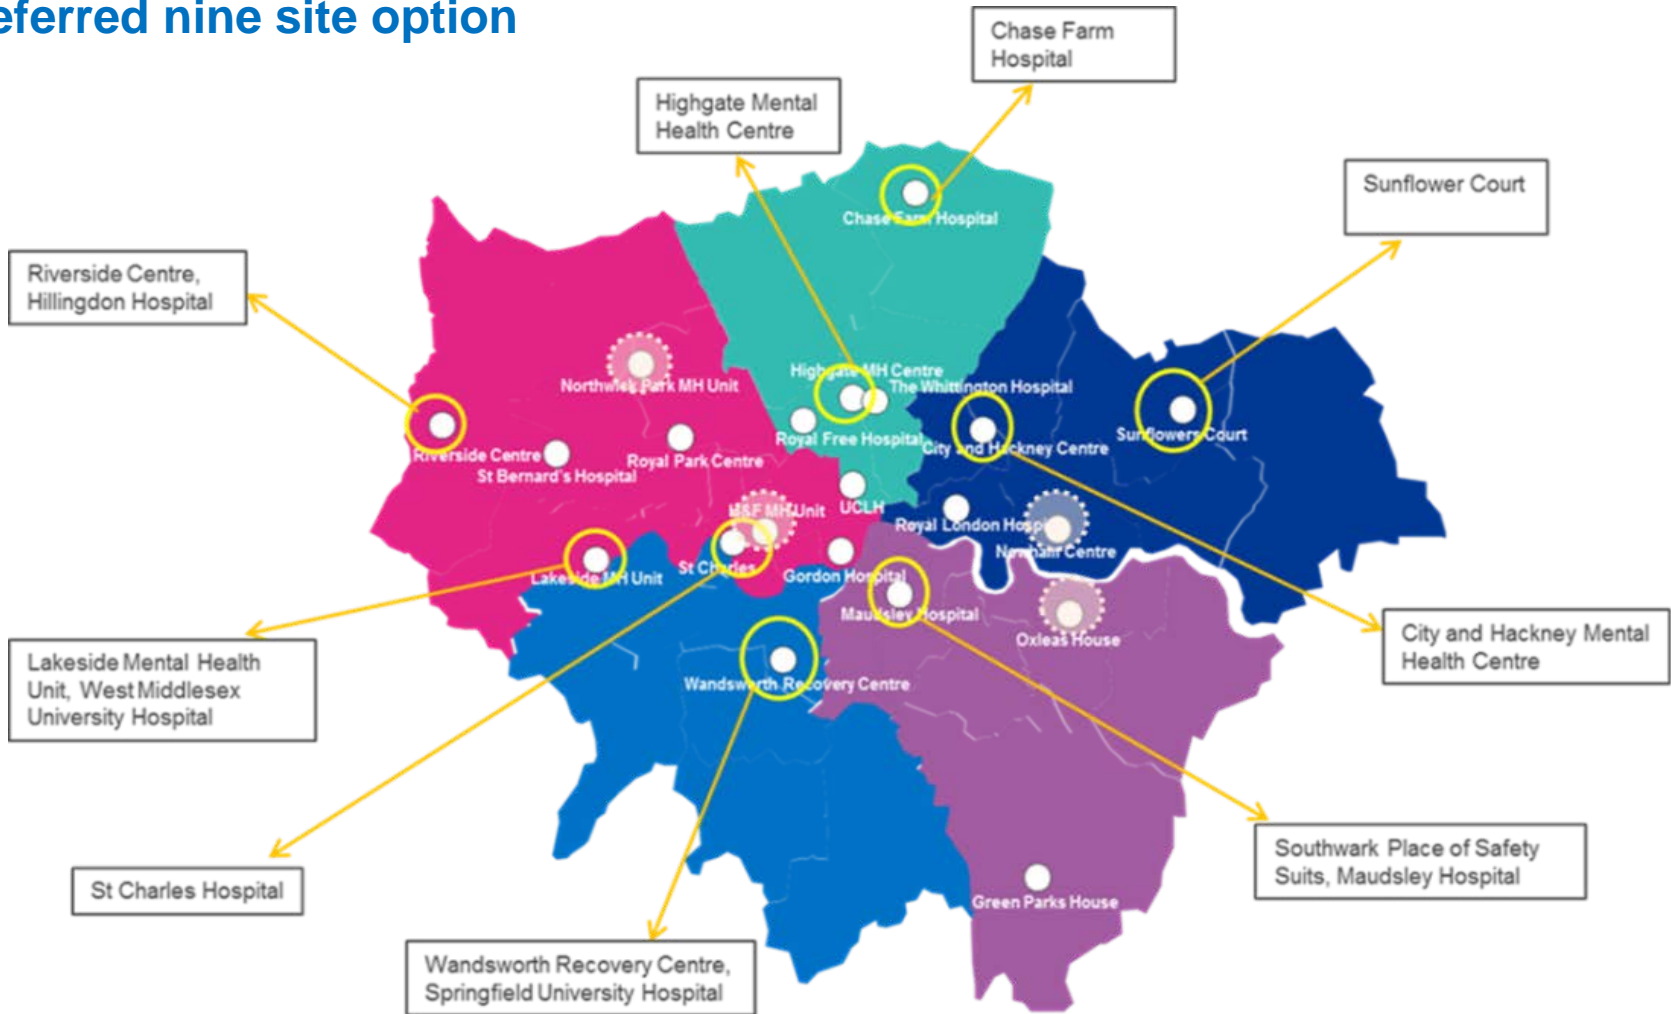 eferred nine site option
Chase Farm
Hospital
Highgate Mental
Health Centre
Sunflower Court
Riverside Centre,
Hillingdon Hospital
Chase Farm Hospital
Northwick Park MH Unit
Highgate MH Centre
The Whittington Hospital
Royal Free Hospital
City and Hackney Centre
Sunflowers Court
Riverside Centre
St Bernard's Hospital
Royal Park Centre
UCLH
MH Unit
Royal London Hospi
Newham Centre
Lakeside MH Unit
St Charles
Gordon Hospital
Maudsley Hospital
Oxleas House
Wandsworth Recovery Centre
Green Parks House
Lakeside Mental Health
Unit, West Middlesex
University Hospital
City and Hackney Mental
Health Centre
St Charles Hospital
Southwark Place of Safety
Suits, Maudsley Hospital
Wandsworth Recovery Centre,
Springfield University Hospital